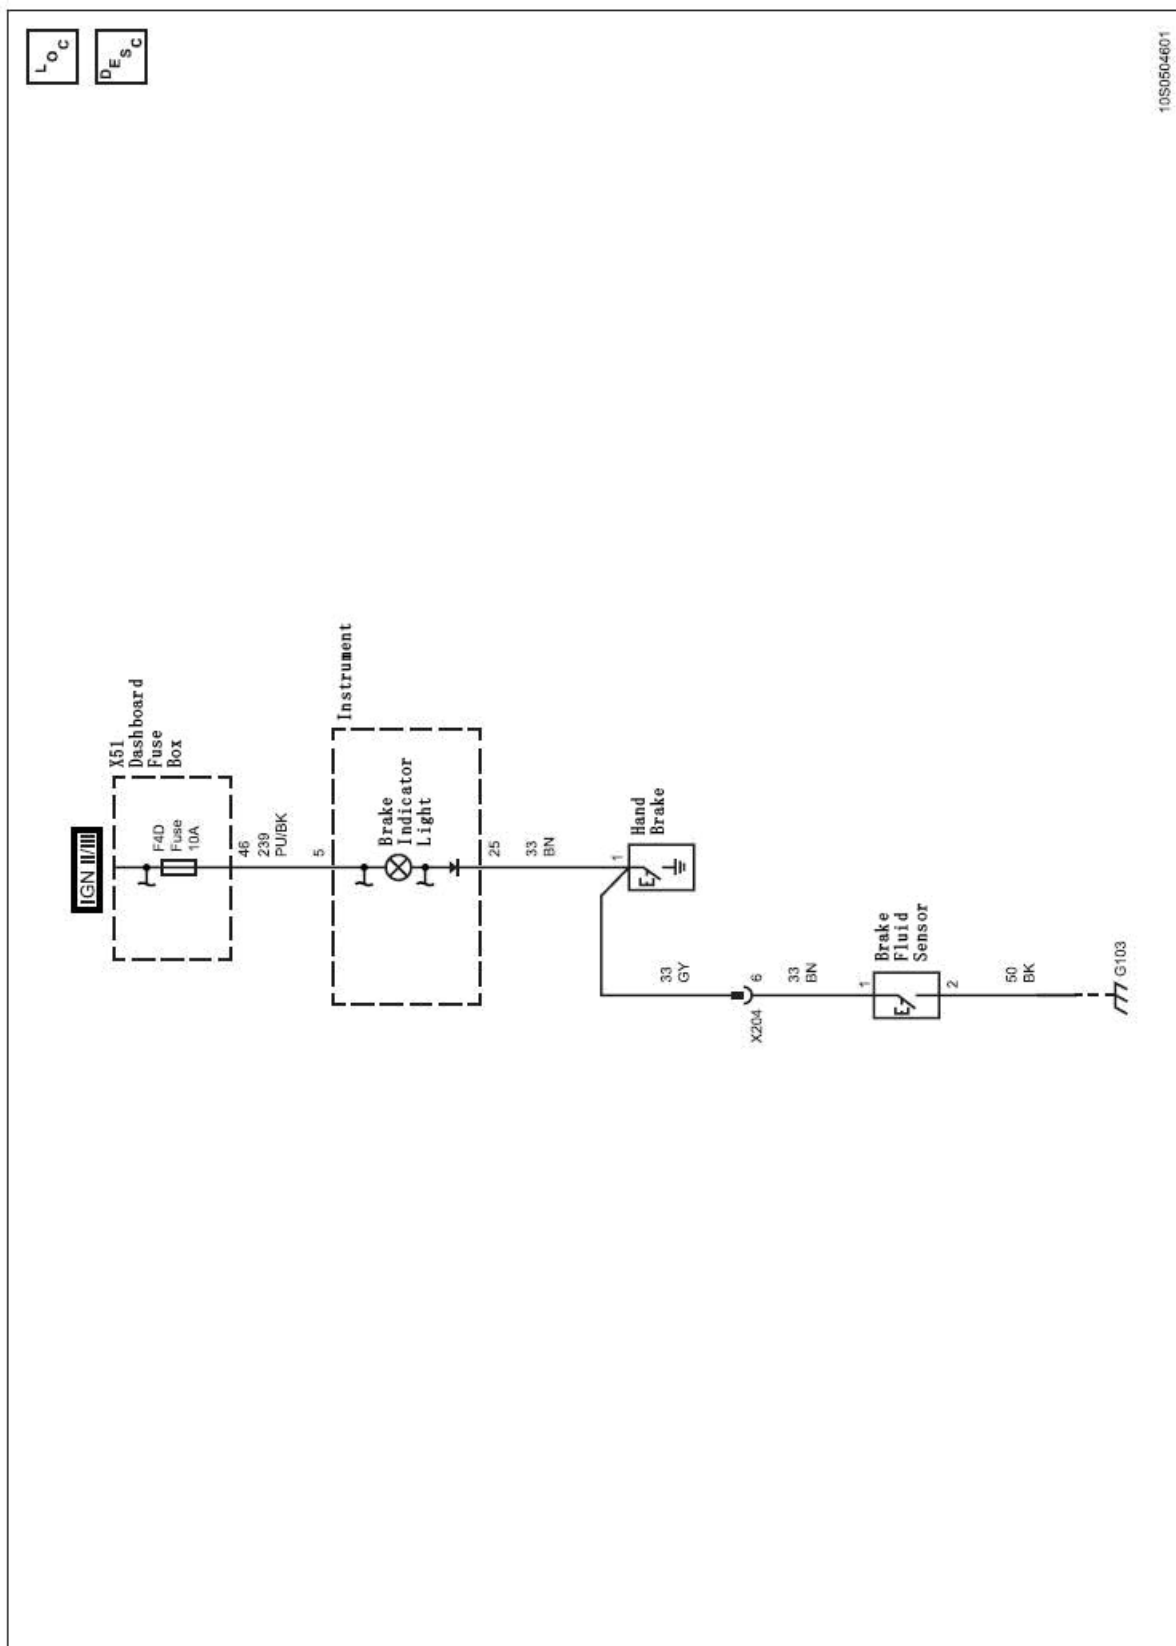 LOC
DESC
IGN II/III
X51
Dashboard
Fuse
Box
F4D
Fuse
10A
46
239
PU/BK
5
Instrument
Brake
Indicator
Light
25
33
BN
1
Hand
Brake
33
GY
6
X204
33
BN
1
Brake
Fluid
Sensor
2
50
BK
G103
10S0504601